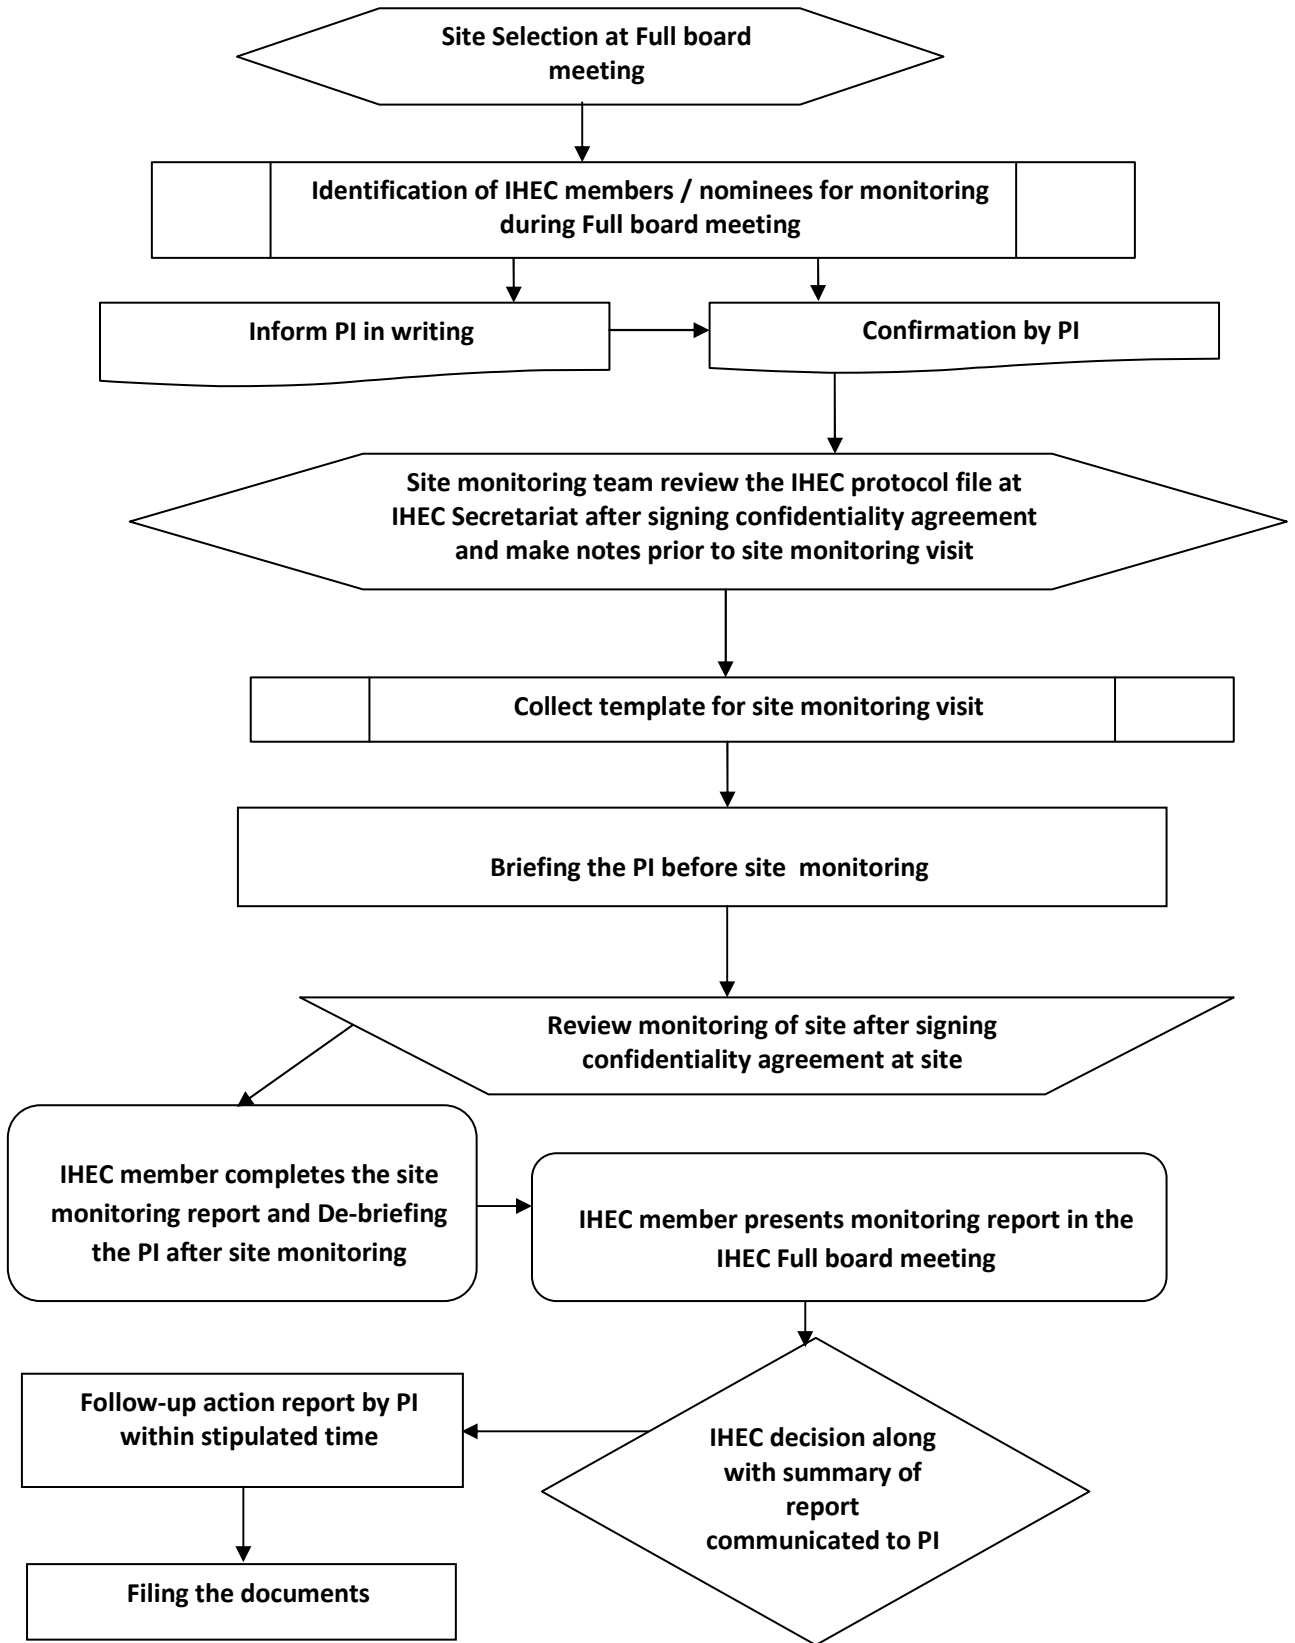 Site Selection at Full board
meeting
Identification of IHEC members / nominees for monitoring
during Full board meeting
Inform PI in writing
Confirmation by PI
Site monitoring team review the IHEC protocol file at
IHEC Secretariat after signing confidentiality agreement
and make notes prior to site monitoring visit
Collect template for site monitoring visit
Briefing the PI before site  monitoring
Review monitoring of site after signing
confidentiality agreement at site
IHEC member completes the site
monitoring report and De-briefing
the PI after site monitoring
IHEC member presents monitoring report in the
IHEC Full board meeting
Follow-up action report by PI
within stipulated time
IHEC decision along
with summary of
report
communicated to PI
Filing the documents